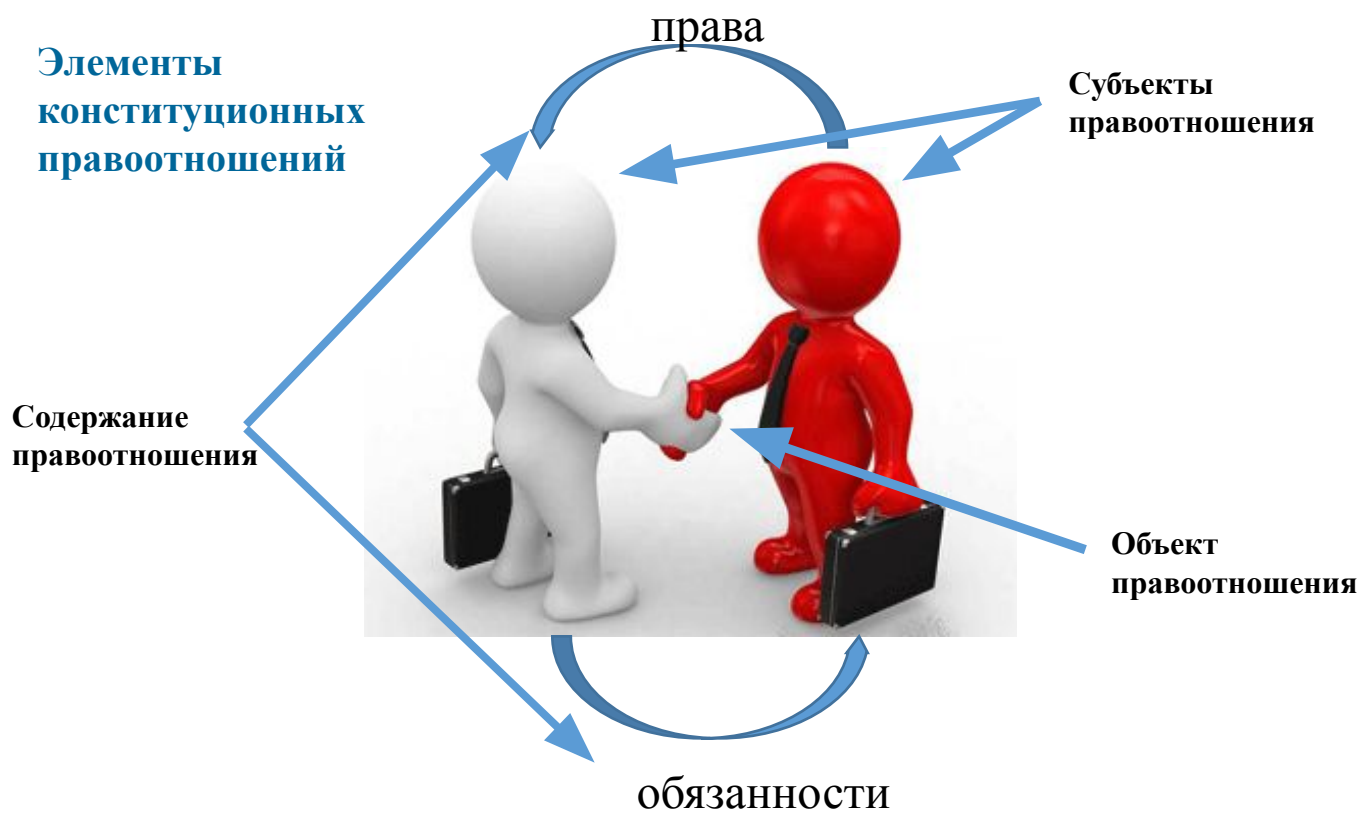 права
Элементы
конституционных
правоотношений
Субъекты
правоотношения
Содержание
правоотношения
Объект
правоотношения
обязанности